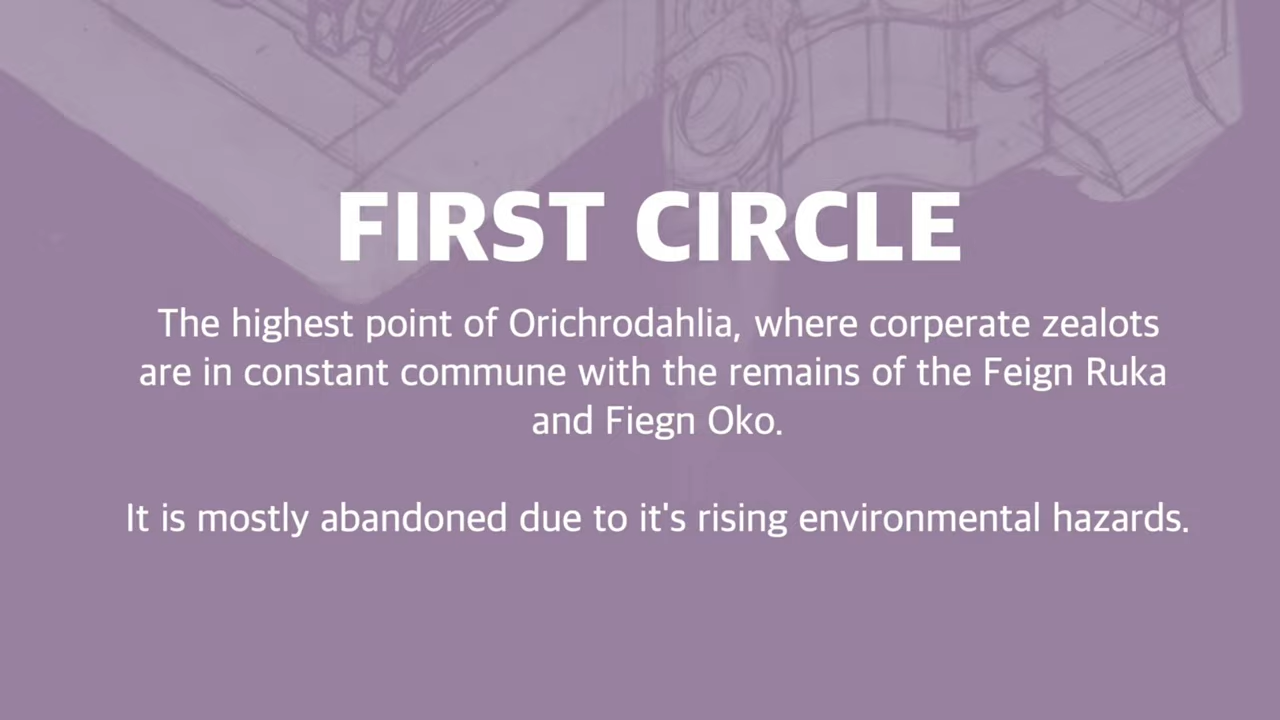 FIRST CIRCLE
The highest point of Orichrodahlia, where corperate zealots
are in constant commune with the remains of the Feign Ruka
and Fiegn Oko.
It is mostly abandoned due to it's rising environmental hazards.